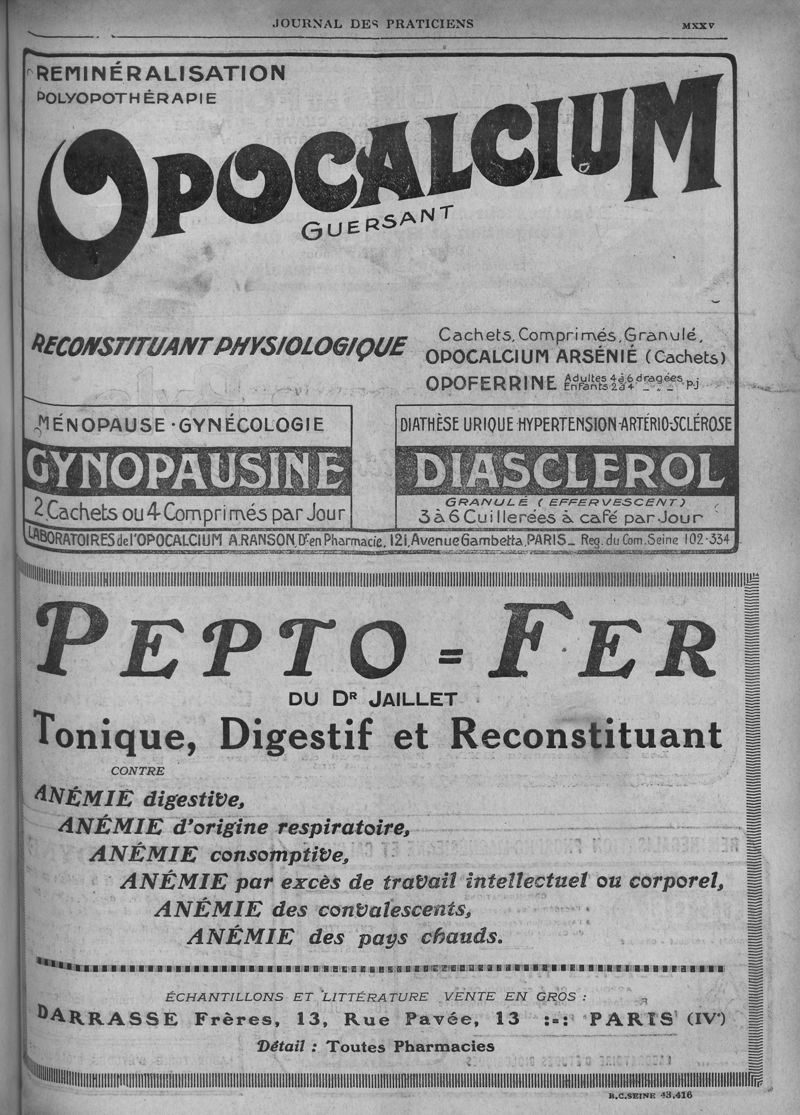 JOURNAL DES PRATICIENS
MXXV
REMINÉRALISATION
POLYOPOTHÉRAPIE
OPOCALCIUM
GUERSANT
RECONSTITUANT PHYSIOLOGIQUE
Cachets, Comprimés, Granulé,
OPOCALCIUM ARSÉNIÉ (Cachets)
OPOFERRINE Adultes 4 à 6 dragées p.j
Enfants 2 à 4 _ „ _
MÉNOPAUSE · GYNÉCOLOGIE
GYNOPAUSINE
2 Cachets ou 4 Comprimés par Jour
DIATHÈSE URIQUE HYPERTENSION-ARTÉRIO-SCLÉROSE
DIASCLEROL
GRANULÉ (EFFERVESCENT)
3 à 6 Cuillerées à café par Jour
LABORATOIRES de l'OPOCALCIUM A.RANSON, Dr en Pharmacie, 121, Avenue Gambetta, PARIS_ Reg. du Com. Seine 102-334
PEPTO=FER
DU DR JAILLET
Tonique, Digestif et Reconstituant
CONTRE
ANÉMIE digestive,
ANÉMIE d'origine respiratoire,
ANÉMIE consomptive,
ANÉMIE par excès de travail intellectuel ou corporel,
ANÉMIE des convalescents,
ANÉMIE des pays chauds.
ÉCHANTILLONS ET LITTÉRATURE VENTE EN GROS :
DARRASSE Frères, 13, Rue Pavée, 13 :-: PARIS (IVe)
Détail : Toutes Pharmacies
R.C.SEINE 43.416